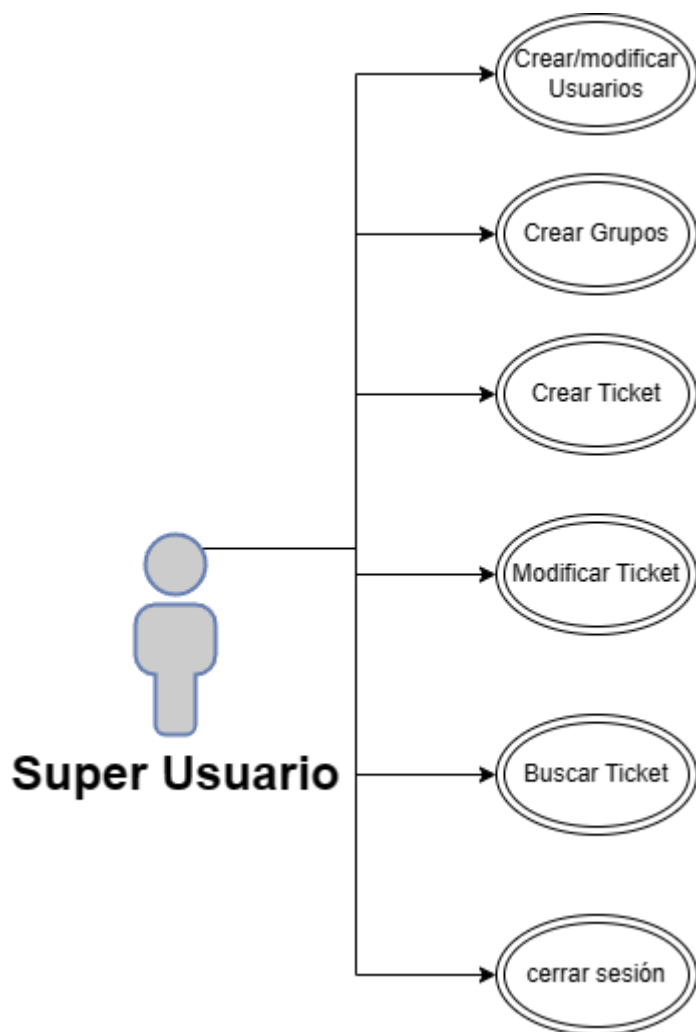 Crear/modificar
Usuarios
Crear Grupos
Crear Ticket
Modificar Ticket
Super Usuario
Buscar Ticket
cerrar sesión